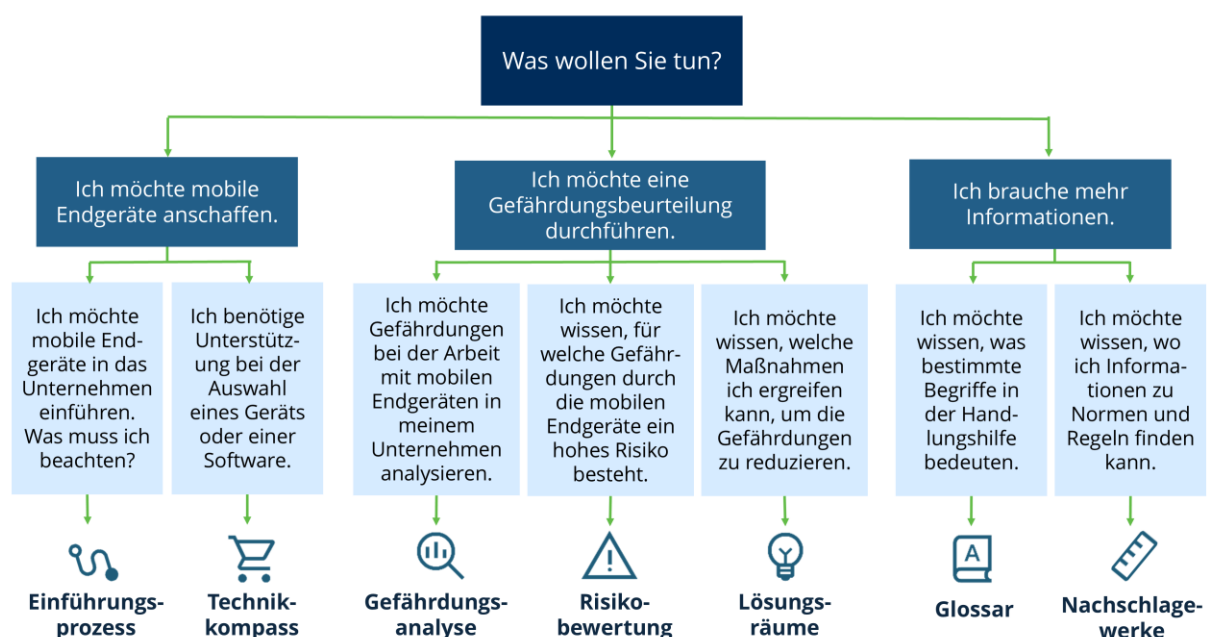 Was wollen Sie tun?
Ich möchte mobile
Endgeräte anschaffen.
Ich möchte eine
Gefährdungsbeurteilung
durchführen.
Ich brauche mehr
Informationen.
Ich möchte
mobile End-
geräte in das
Unternehmen
einführen.
Was muss ich
beachten?
Ich benötige
Unterstütz-
ung bei der
Auswahl
eines Geräts
oder einer
Software.
Ich möchte
Gefährdungen
bei der Arbeit
mit mobilen
Endgeräten in
meinem
Unternehmen
analysieren.
Ich möchte
wissen, für
welche Gefähr-
dungen durch
die mobilen
Endgeräte ein
hohes Risiko
besteht.
Ich möchte
wissen, welche
Maßnahmen
ich ergreifen
kann, um die
Gefährdungen
zu reduzieren.
Ich möchte
wissen, was
bestimmte
Begriffe in
der Hand-
lungshilfe
bedeuten.
Ich möchte
wissen, wo
ich Informa-
tionen zu
Normen und
Regeln finden
kann.
Einführungs-
prozess
Technik-
kompass
Gefährdungs-
analyse
Risiko-
bewertung
Lösungs-
räume
A
Glossar
Nachschlage-
werke